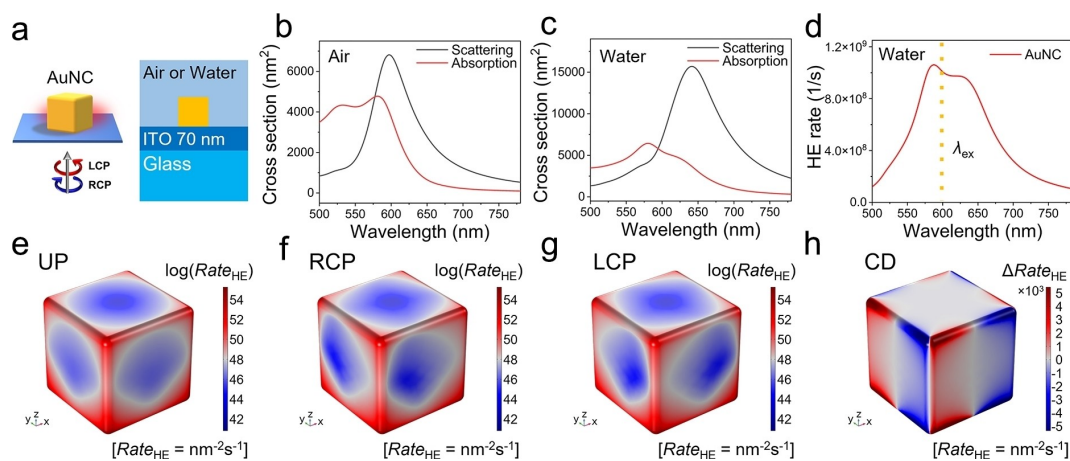 a
AuNC
LCP
RCP
Air or Water
ITO 70 nm
Glass
b
Cross section (nm²)
6000
4000
2000
0
Air
Scattering
Absorption
500 550 600 650 700 750
Wavelength (nm)
c
Cross section (nm²)
15000
10000
5000
0
Water
Scattering
Absorption
500 550 600 650 700 750
Wavelength (nm)
d
HE rate (1/s)
1.2×10⁹
8.0×10⁸
4.0×10⁸
0.0
Water
AuNC
λex
500 550 600 650 700 750
Wavelength (nm)
e
UP
log(RateHE)
54
52
50
48
46
44
42
y z x
[RateHE = nm⁻²s⁻¹]
f
RCP
log(RateHE)
54
52
50
48
46
44
42
y z x
[RateHE = nm⁻²s⁻¹]
g
LCP
log(RateHE)
54
52
50
48
46
44
42
y z x
[RateHE = nm⁻²s⁻¹]
h
CD
ΔRateHE
×10³
5
4
3
2
1
0
-1
-2
-3
-4
-5
y z x
[RateHE = nm⁻²s⁻¹]